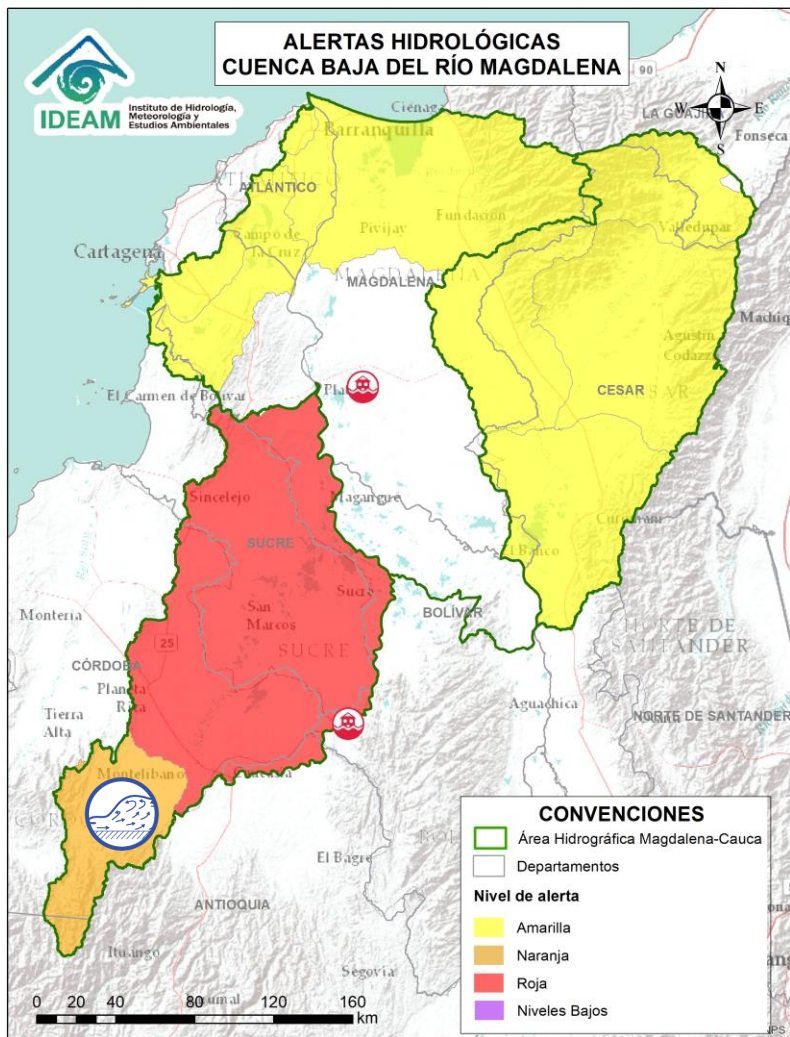 ALERTAS HIDROLÓGICAS
CUENCA BAJA DEL RÍO MAGDALENA
IDEAM
Instituto de Hidrología,
Meteorología y
Estudios Ambientales
N
W
E
S
90
Ciénaga
LA GUAJIRA
Fonseca
Barranquilla
ATLÁNTICO
Pivijay
Fundación
Valledupar
Cartagena
Campo de
la Cruz
MAGDALENA
MAGDALENA
Agustín
Codazzi
CESAR
El Carmen de Bolívar
Sincelejo
Magangue
SUCRE
El Banco
Sucre
BOLÍVAR
San
Marcos
SUCRE
Montería
25
CÓRDOBA
Planeta
Rica
Tierra
Alta
Aguachica
NORTE DE
SANTANDER
NORTE DE SANTANDER
Montelíbano
El Bagre
ANTIOQUIA
Ituango
Segovia
CONVENCIONES
Área Hidrográfica Magdalena-Cauca
Departamentos
Nivel de alerta
Amarilla
Naranja
Roja
Niveles Bajos
0 20 40 80 120 160
km